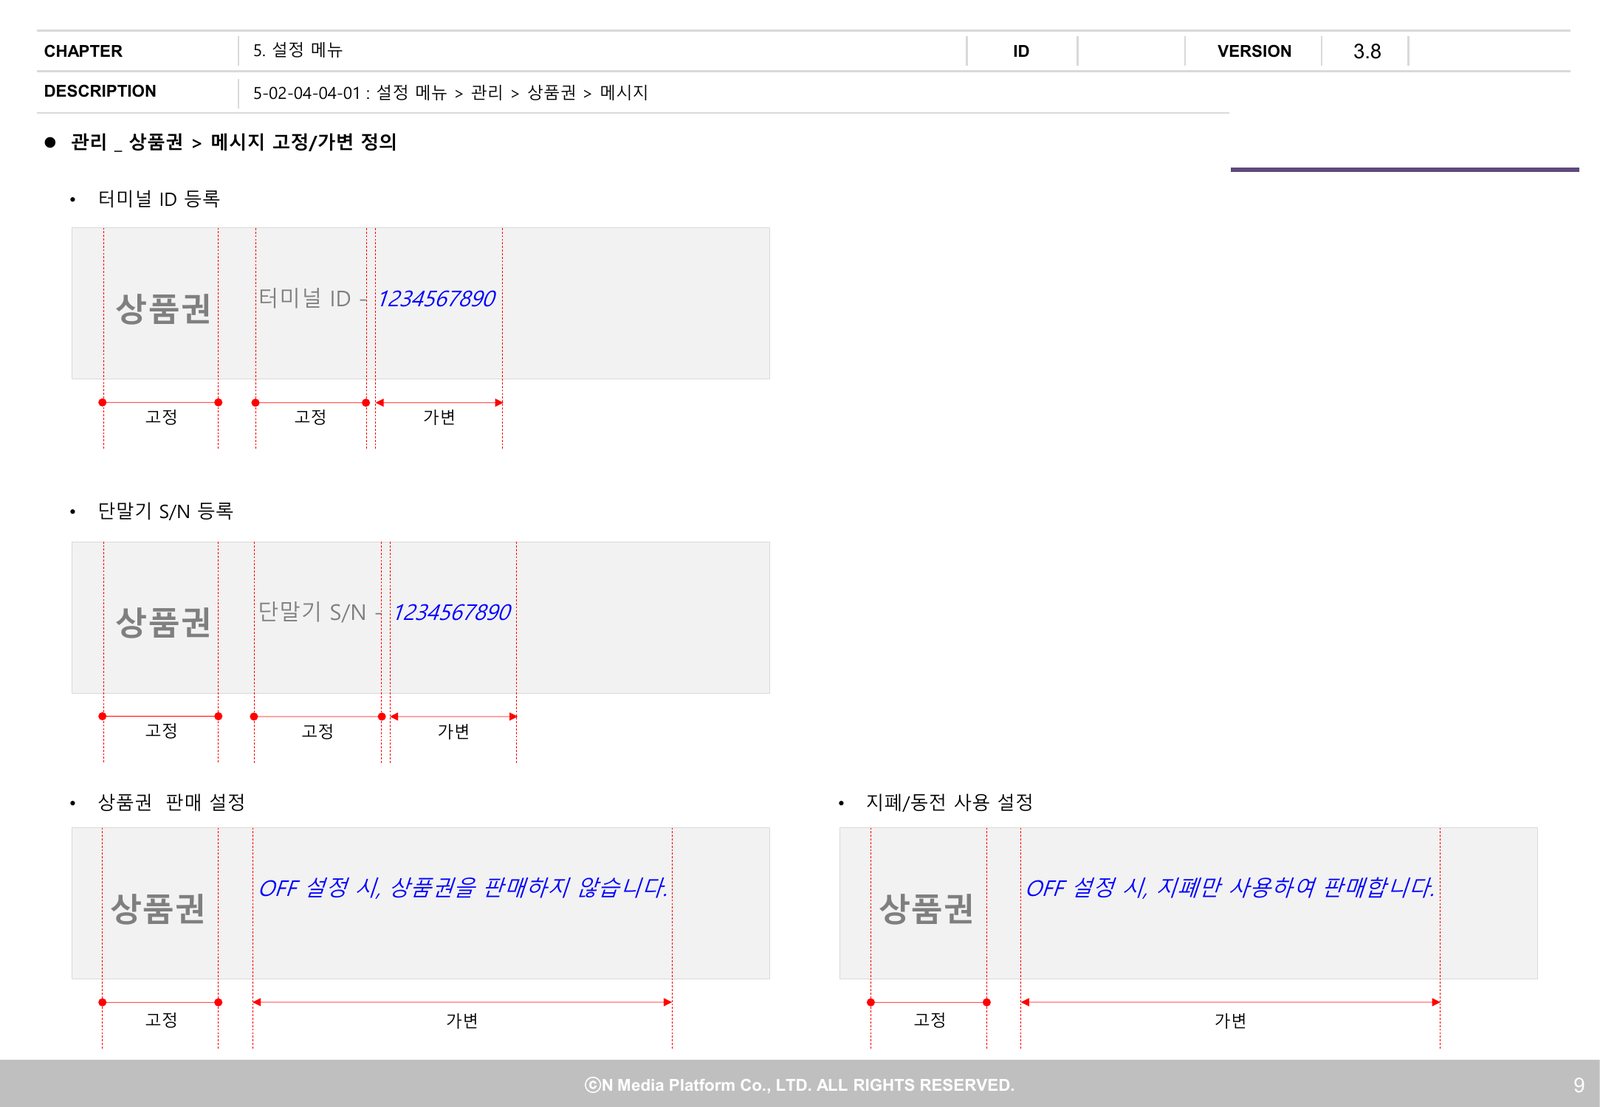 CHAPTER 5. 설정 메뉴 ID VERSION 3.8
DESCRIPTION 5-02-04-04-01 : 설정 메뉴 > 관리 > 상품권 > 메시지
● 관리 _ 상품권 > 메시지 고정/가변 정의
• 터미널 ID 등록
상품권 터미널 ID - 1234567890
고정 고정 가변
• 단말기 S/N 등록
상품권 단말기 S/N - 1234567890
고정 고정 가변
• 상품권 판매 설정
상품권 OFF 설정 시, 상품권을 판매하지 않습니다.
고정 가변
• 지폐/동전 사용 설정
상품권 OFF 설정 시, 지폐만 사용하여 판매합니다.
고정 가변
ⓒN Media Platform Co., LTD. ALL RIGHTS RESERVED.
9